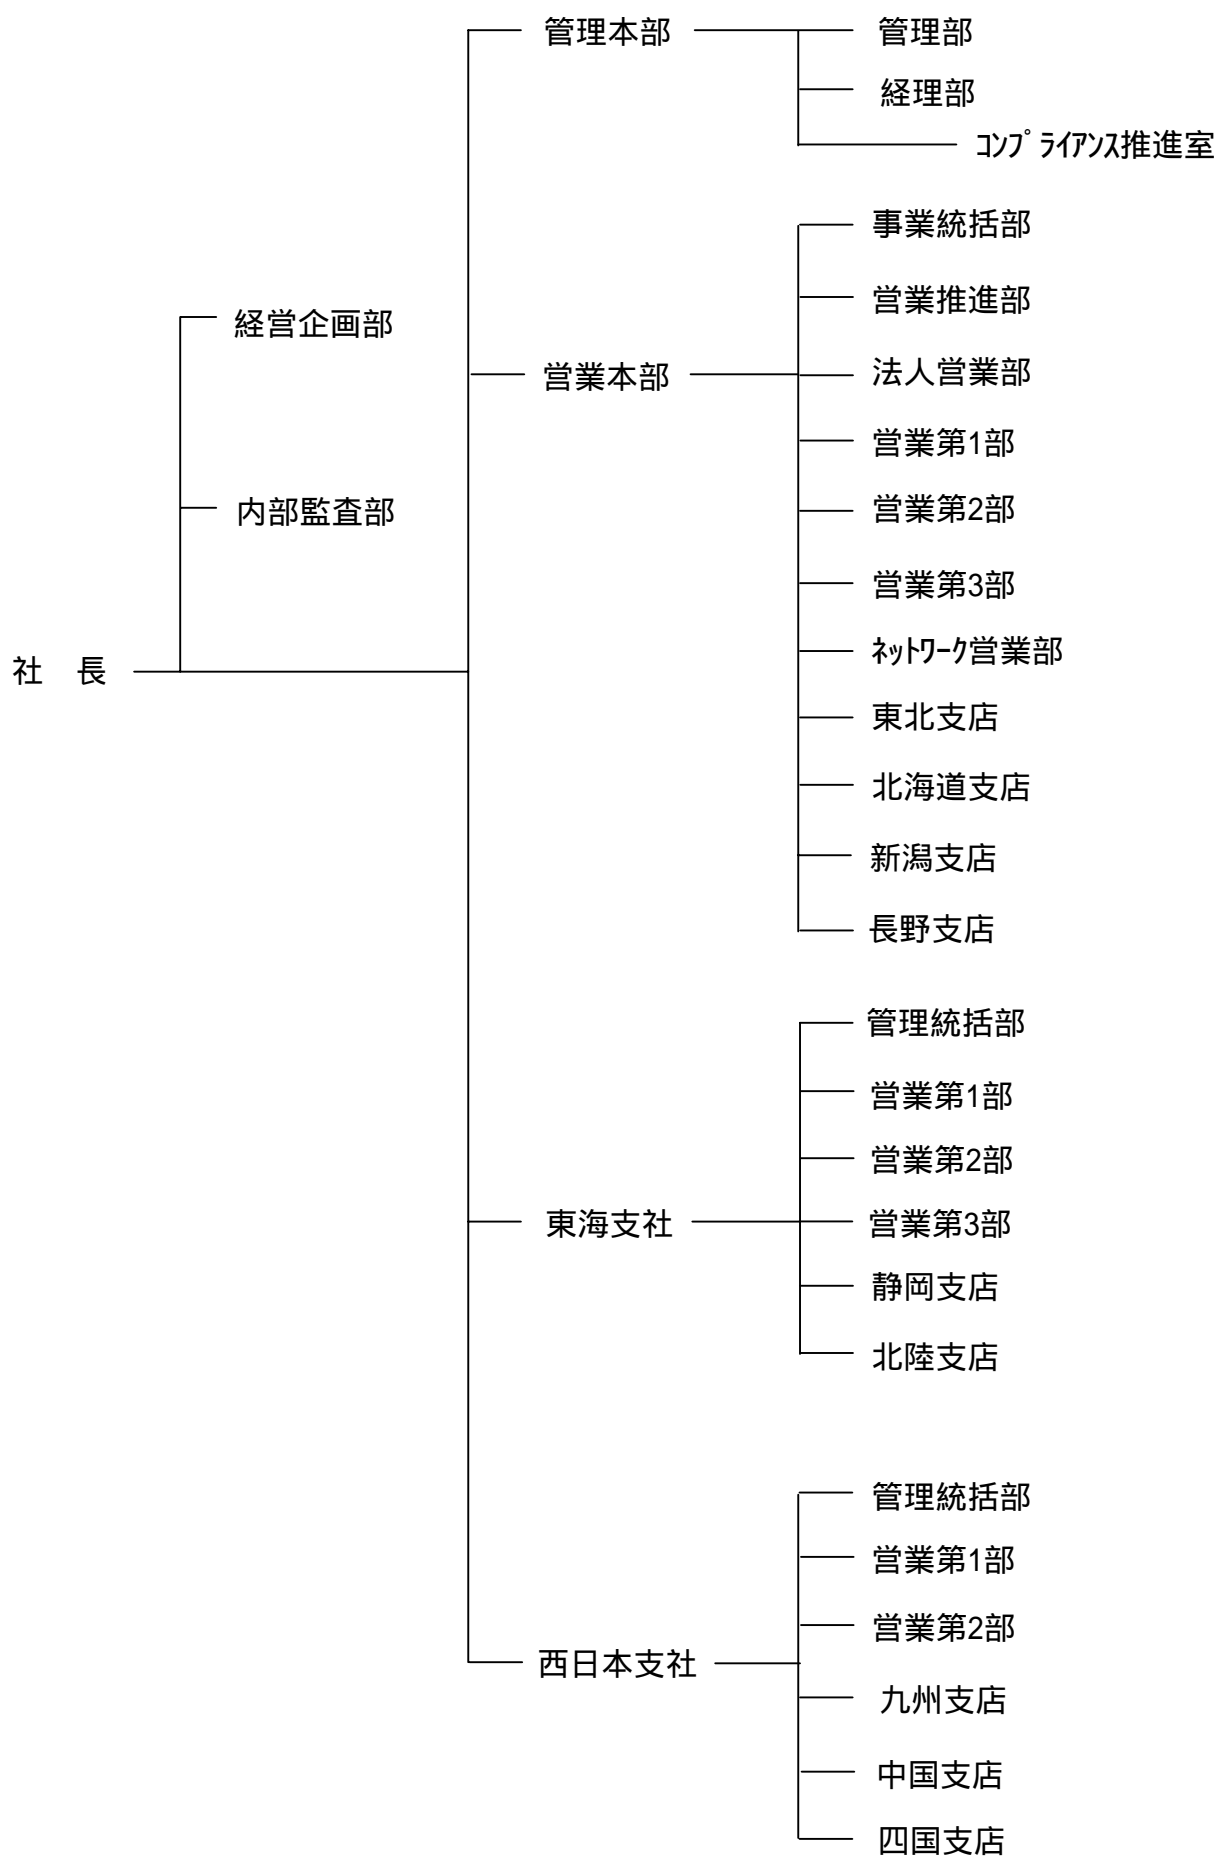 管理本部
管理部
経理部
ｺﾝﾌﾟﾗｲｱﾝｽ推進室
事業統括部
営業推進部
経営企画部
営業本部
法人営業部
営業第1部
内部監査部
営業第2部
営業第3部
社　長
ﾈｯﾄﾜｰｸ営業部
東北支店
北海道支店
新潟支店
長野支店
管理統括部
営業第1部
営業第2部
東海支社
営業第3部
静岡支店
北陸支店
管理統括部
営業第1部
営業第2部
西日本支社
九州支店
中国支店
四国支店